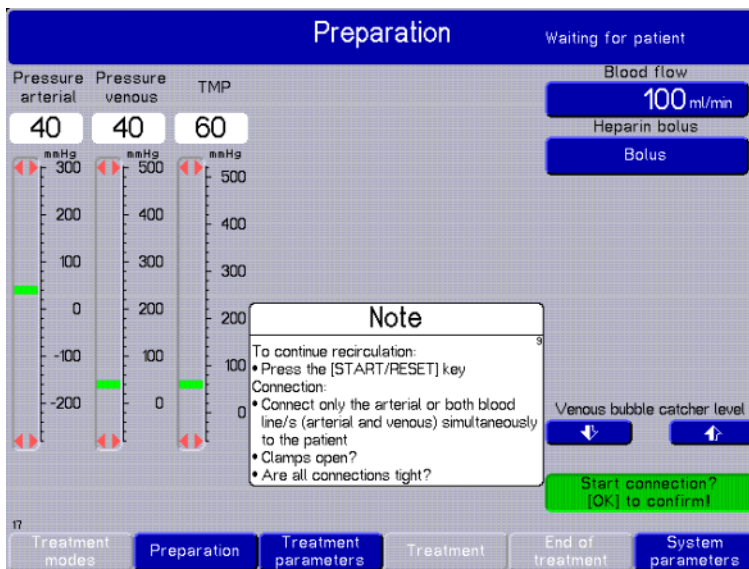 Preparation
Waiting for patient
Pressure arterial
Pressure venous
TMP
40
40
60
mmHg
300
200
100
0
-100
-200
mmHg
500
400
300
200
100
0
mmHg
500
400
300
200
100
0
Blood flow
100 ml/min
Heparin bolus
Bolus
Note
9
To continue recirculation:
• Press the [START/RESET] key
Connection:
• Connect only the arterial or both blood
line/s (arterial and venous) simultaneously
to the patient
• Clamps open?
• Are all connections tight?
Venous bubble catcher level
Start connection?
[OK] to confirm!
17
Treatment modes
Preparation
Treatment parameters
Treatment
End of treatment
System parameters